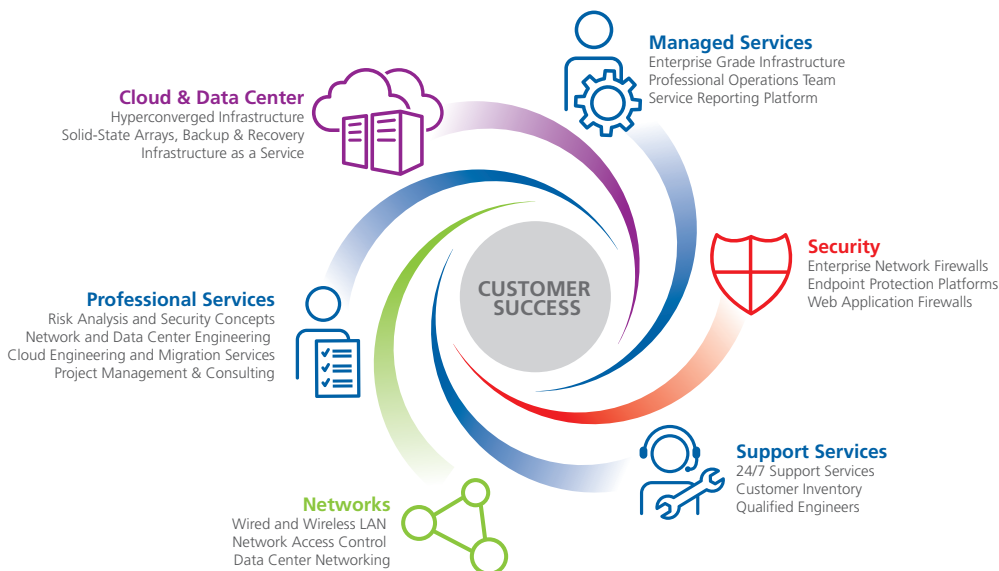 Managed Services
Enterprise Grade Infrastructure
Professional Operations Team
Service Reporting Platform
Cloud & Data Center
Hyperconverged Infrastructure
Solid-State Arrays, Backup & Recovery
Infrastructure as a Service
Security
Enterprise Network Firewalls
Endpoint Protection Platforms
Web Application Firewalls
CUSTOMER
SUCCESS
Professional Services
Risk Analysis and Security Concepts
Network and Data Center Engineering
Cloud Engineering and Migration Services
Project Management & Consulting
Support Services
24/7 Support Services
Customer Inventory
Qualified Engineers
Networks
Wired and Wireless LAN
Network Access Control
Data Center Networking